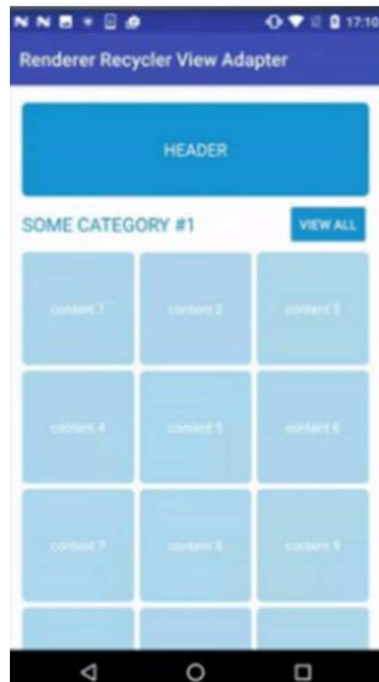 N N 17:10
Renderer Recycler View Adapter
HEADER
SOME CATEGORY #1 VIEW ALL
content 1 content 2 content 3
content 4 content 5 content 6
content 7 content 8 content 9